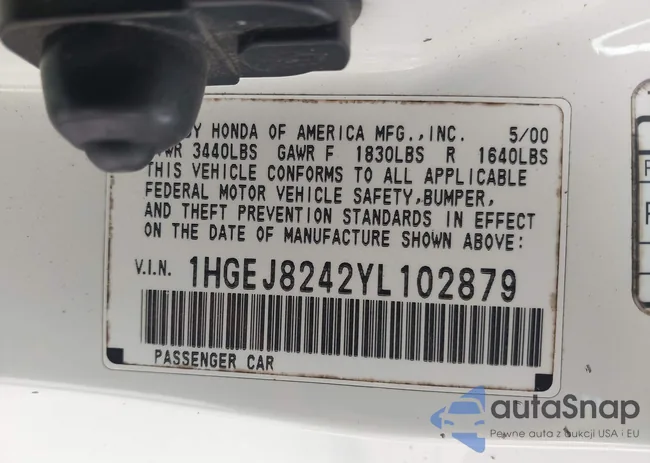 BY HONDA OF AMERICA MFG.,INC. 5/00
3440LBS GAWR F 1830LBS R 1640LBS
THIS VEHICLE CONFORMS TO ALL APPLICABLE
FEDERAL MOTOR VEHICLE SAFETY,BUMPER,
AND THEFT PREVENTION STANDARDS IN EFFECT
ON THE DATE OF MANUFACTURE SHOWN ABOVE:
V.I.N. 1HGEJ8242YL102879
PASSENGER CAR
autaSnap
Pewne auta z aukcji USA i EU